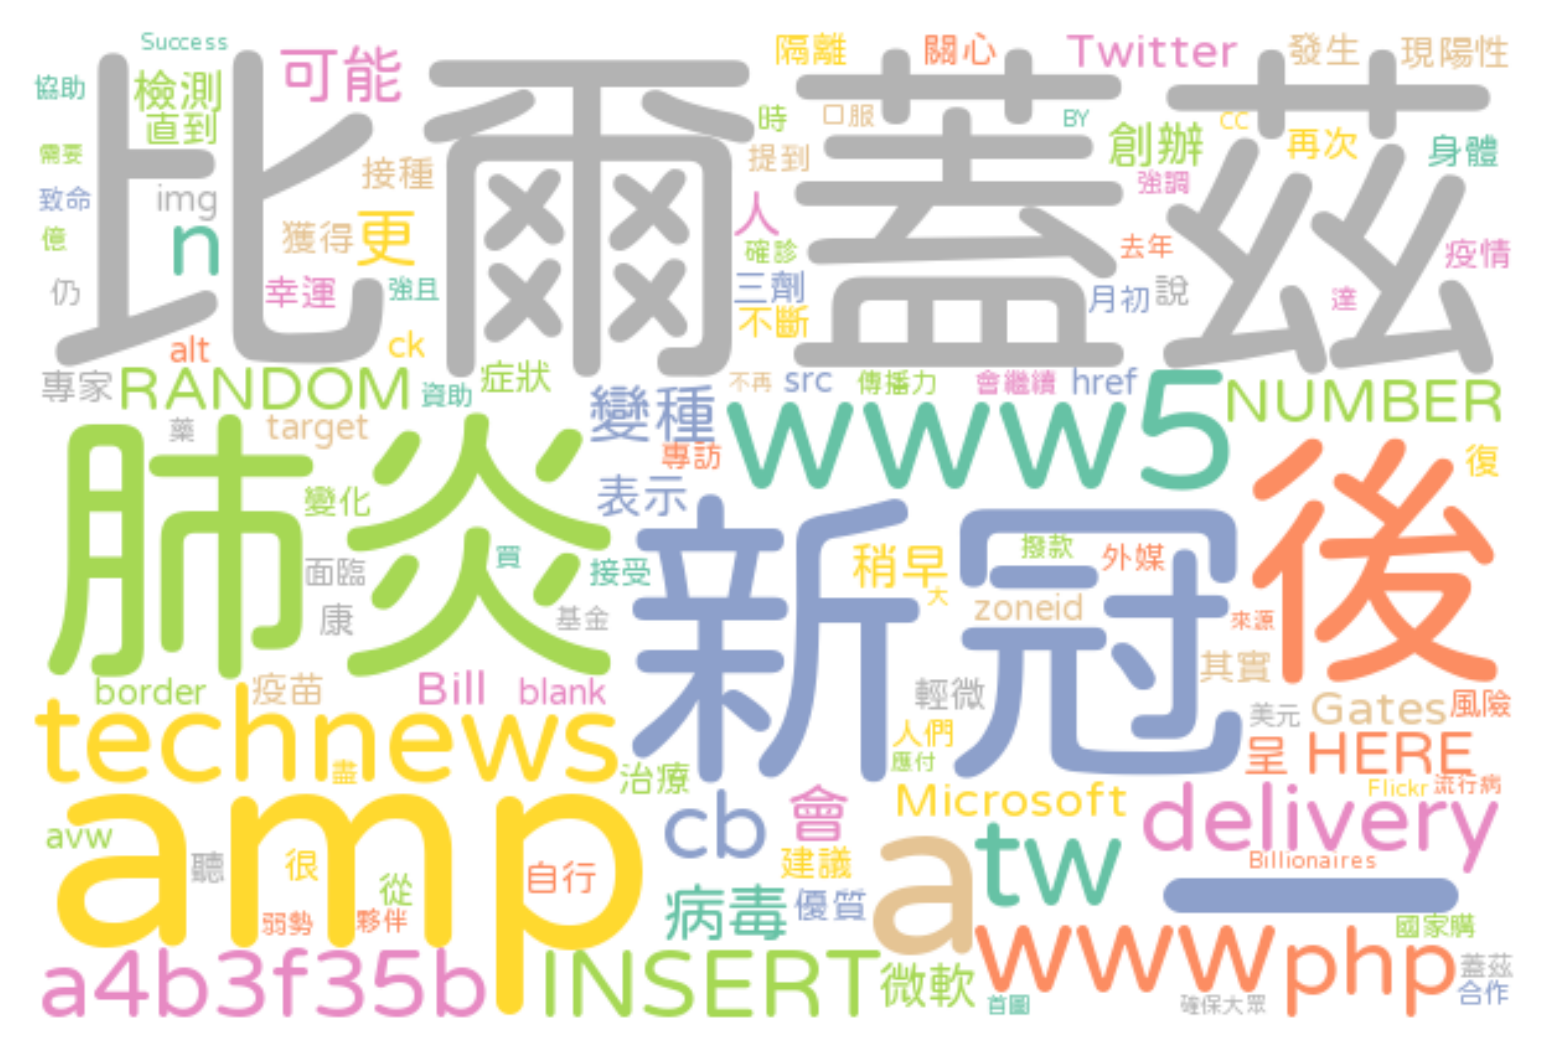 Success
協助
檢測
直到
可能
比爾蓋茲
隔離
關心
Twitter
發生
現陽性
需要
致命
億
仍
img
n
接種
獲得
更
幸運
強且
時
口服
提到
人
確診
三劑
不斷
BY
創辦
CC
再次
身體
強調
去年
疫情
月初
說
達
alt
ck
專家
RANDOM
資助
症狀
藥
target
變種
不再
src
傳播力
會繼續
href
www5
NUMBER
專訪
表示
肺炎
變化
面臨
康
買
接受
基金
新冠
稍早
大
撥款
外媒
zoneid
後
復
來源
其實
border
疫苗
Bill
blank
輕微
人們
應付
美元
Gates
風險
呈
HERE
technews
盡
治療
amp
cb
會
Microsoft
Flickr
流行病
delivery
avw
聽
很
從
自行
弱勢
夥伴
建議
病毒
優質
a
tw
Billionaires
一
國家購
a4b3f35b
INSERT
微軟
www
php
首圖
確保大眾
蓋茲
合作